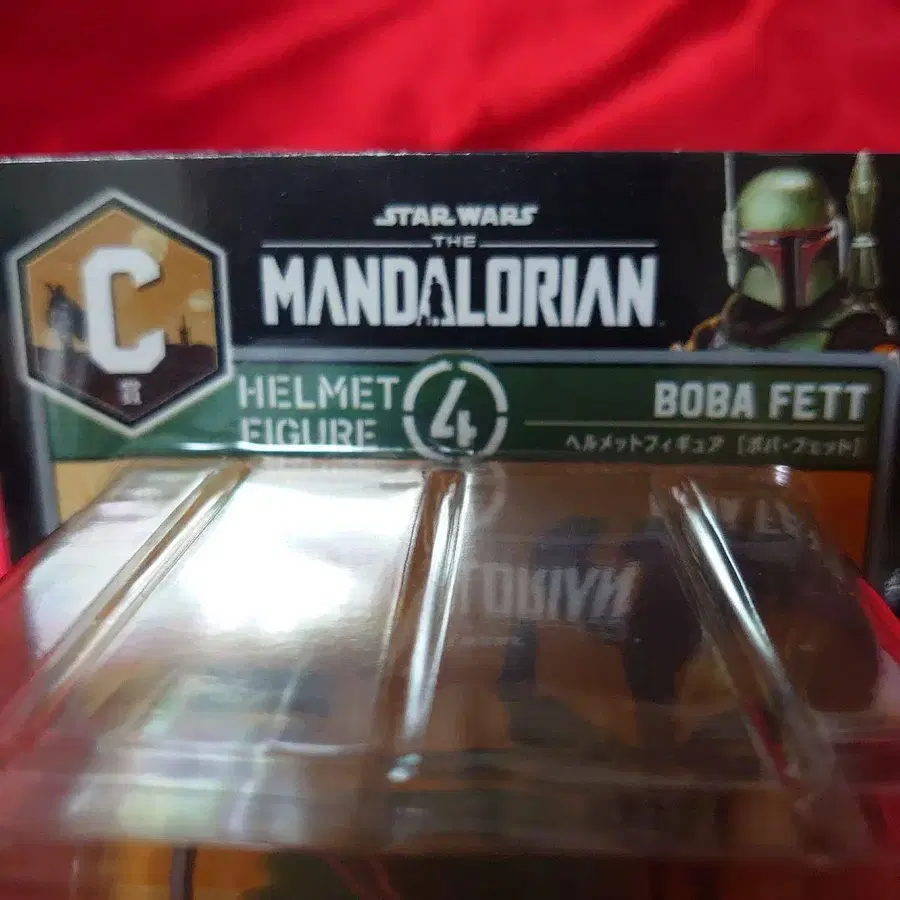 C
賞
STAR WARS
THE
MANDALORIAN
HELMET
FIGURE
4
BOBA FETT
ヘルメットフィギュア [ボバ・フェット]